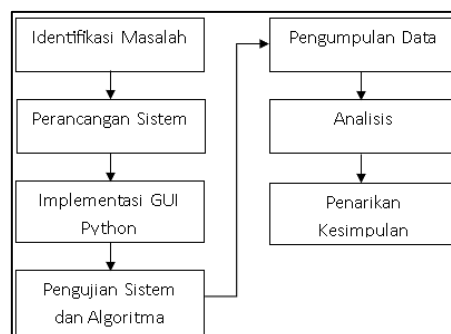 Identifikasi Masalah
Perancangan Sistem
Implementasi GUI
Python
Pengujian Sistem
dan Algoritma
Pengumpulan Data
Analisis
Penarikan
Kesimpulan